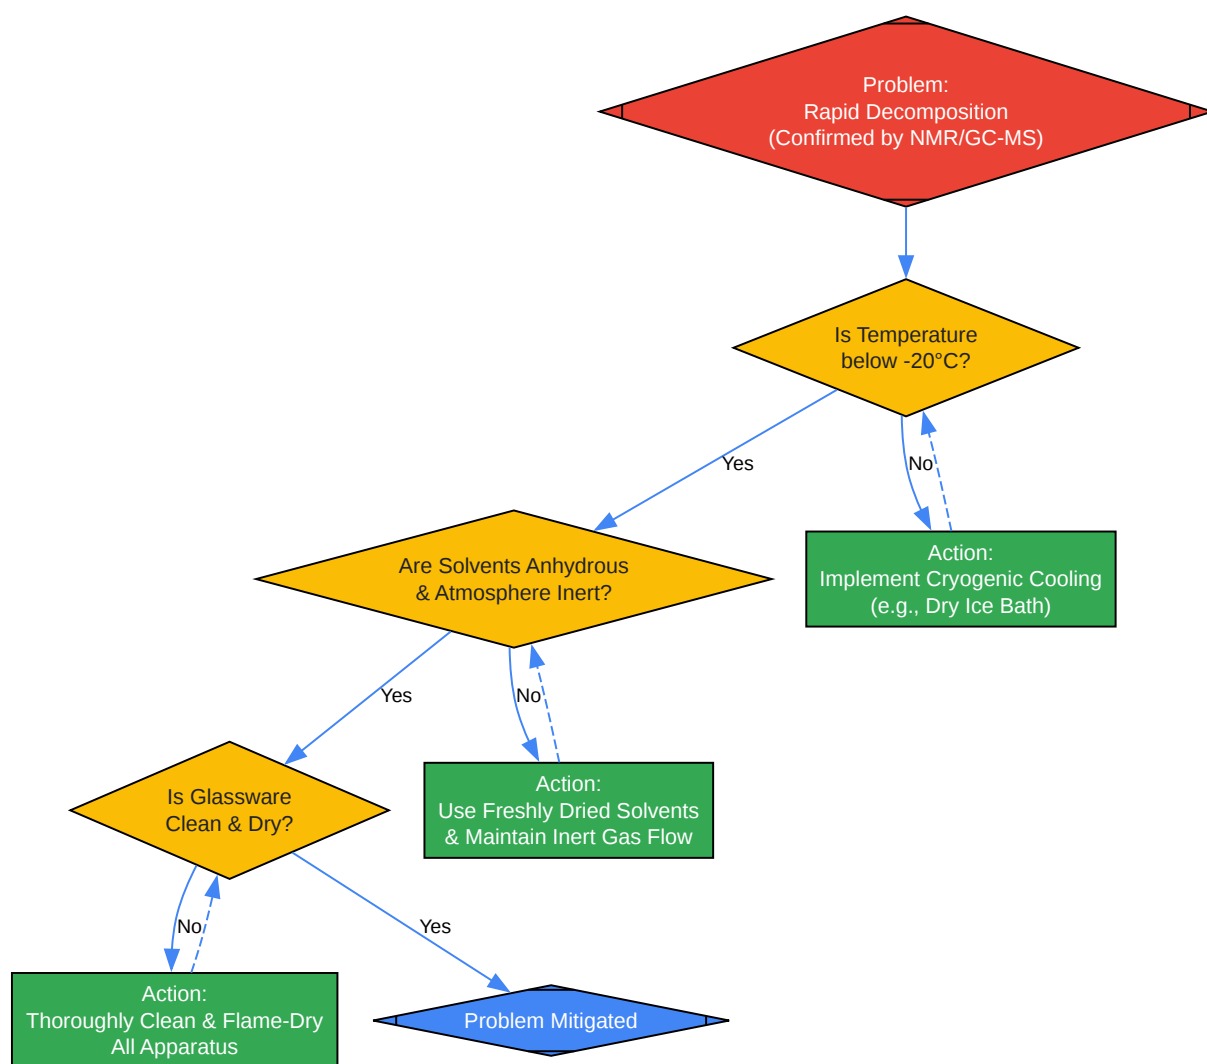 Problem:
Rapid Decomposition
(Confirmed by NMR/GC-MS)
Is Temperature
below -20°C?
Yes
No
Action:
Implement Cryogenic Cooling
(e.g., Dry Ice Bath)
Are Solvents Anhydrous
& Atmosphere Inert?
Yes
No
Action:
Use Freshly Dried Solvents
& Maintain Inert Gas Flow
Is Glassware
Clean & Dry?
No
Yes
Action:
Thoroughly Clean & Flame-Dry
All Apparatus
Problem Mitigated